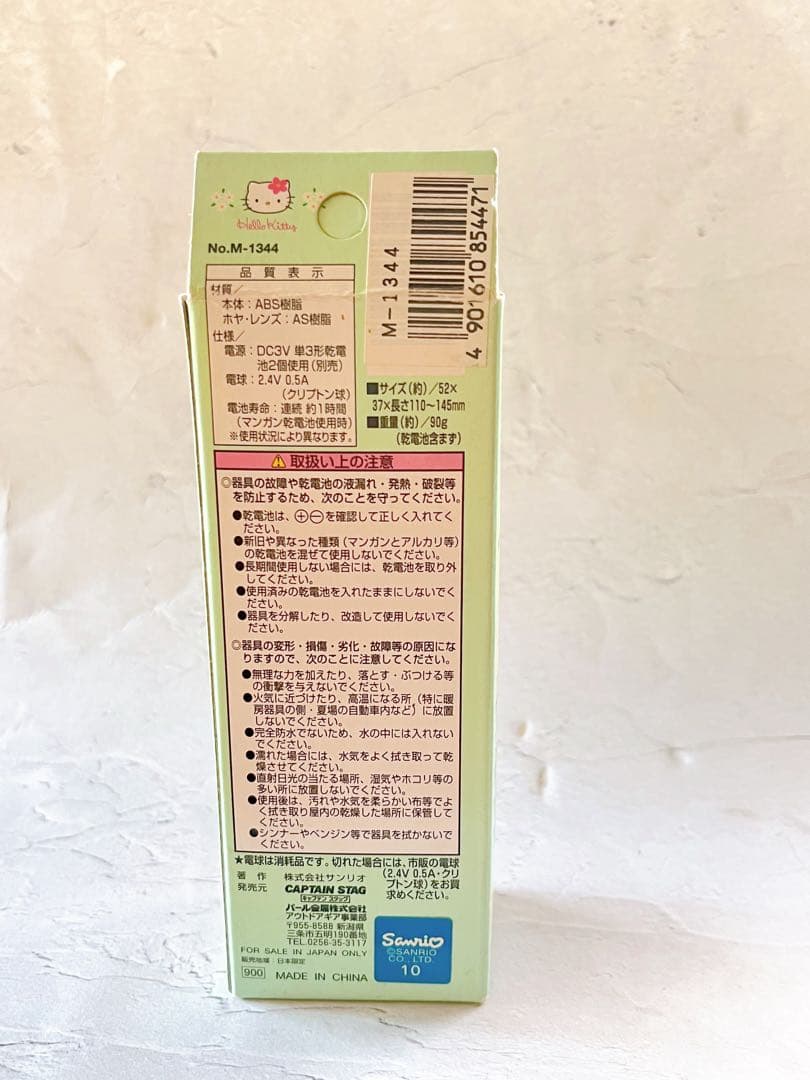 Hello Kitty
No.M-1344
M-1344
4 901610 854471
品質表示
材質／
本体：ABS樹脂
ホヤ・レンズ：AS樹脂
仕様／
電源：DC3V 単3形乾電
池2個使用（別売）
電球：2.4V 0.5A
（クリプトン球）
電池寿命：連続 約1時間
（マンガン乾電池使用時）
※使用状況により異なります。
■サイズ（約）／52×
37×長さ110〜145mm
■重量（約）／90g
（乾電池含まず）
⚠取扱い上の注意
◎器具の故障や乾電池の液漏れ・発熱・破裂等
を防止するため、次のことを守ってください。
●乾電池は、⊕⊖を確認して正しく入れてく
ださい。
●新旧や異なった種類（マンガンとアルカリ等）
の乾電池を混ぜて使用しないでください。
●長期間使用しない場合には、乾電池を取り外
してください。
●使用済みの乾電池を入れたままにしないでく
ださい。
●器具を分解したり、改造して使用しないでく
ださい。
◎器具の変形・損傷・劣化・故障等の原因にな
りますので、次のことに注意してください。
●無理な力を加えたり、落とす・ぶつける等
の衝撃を与えないでください。
●火気に近づけたり、高温になる所（特に暖
房器具の側・夏場の自動車内など）に放置
しないでください。
●完全防水でないため、水の中には入れない
でください。
●濡れた場合には、水気をよく拭き取って乾
燥させてください。
●直射日光の当たる場所、湿気やホコリ等の
多い所に放置しないでください。
●使用後は、汚れや水気を柔らかい布等でよ
く拭き取り屋内の乾燥した場所に保管して
ください。
●シンナーやベンジン等で器具を拭かないで
ください。
★電球は消耗品です。切れた場合には、市販の電球
（2.4V 0.5A・クリ
プトン球）をお買
求めください。
著作 株式会社サンリオ
発売元 CAPTAIN STAG
キャプテン スタッグ
パール金属株式会社
アウトドアギア事業部
〒955-8588 新潟県
三条市五明190番地
TEL.0256-35-3117
FOR SALE IN JAPAN ONLY
販売地域：日本限定
900 MADE IN CHINA
Sanrio
©SANRIO
CO.,LTD.
10